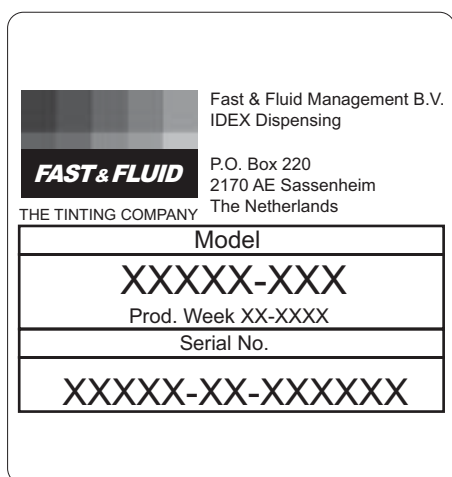 Fast & Fluid Management B.V.
IDEX Dispensing
P.O. Box 220
2170 AE Sassenheim
The Netherlands
FAST & FLUID
THE TINTING COMPANY
Model
XXXXX-XXX
Prod. Week XX-XXXX
Serial No.
XXXXX-XX-XXXXXX